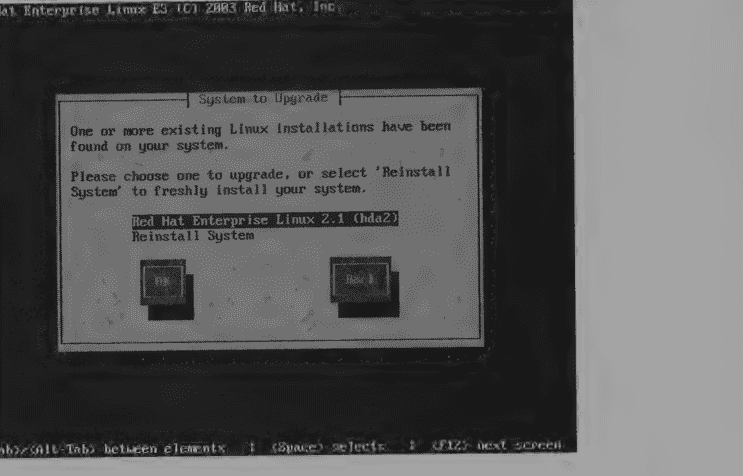 Hat Enterprise Linux ES (C) 2003 Red Hat, Inc.
System to Upgrade
One or more existing Linux installations have been
found on your system.
Please choose one to upgrade, or select 'Reinstall
System' to freshly install your system.
Red Hat Enterprise Linux 2.1 (hda2)
Reinstall System
OK Back
<Alt-Tab> between elements | <Space> selects | <F12> next screen